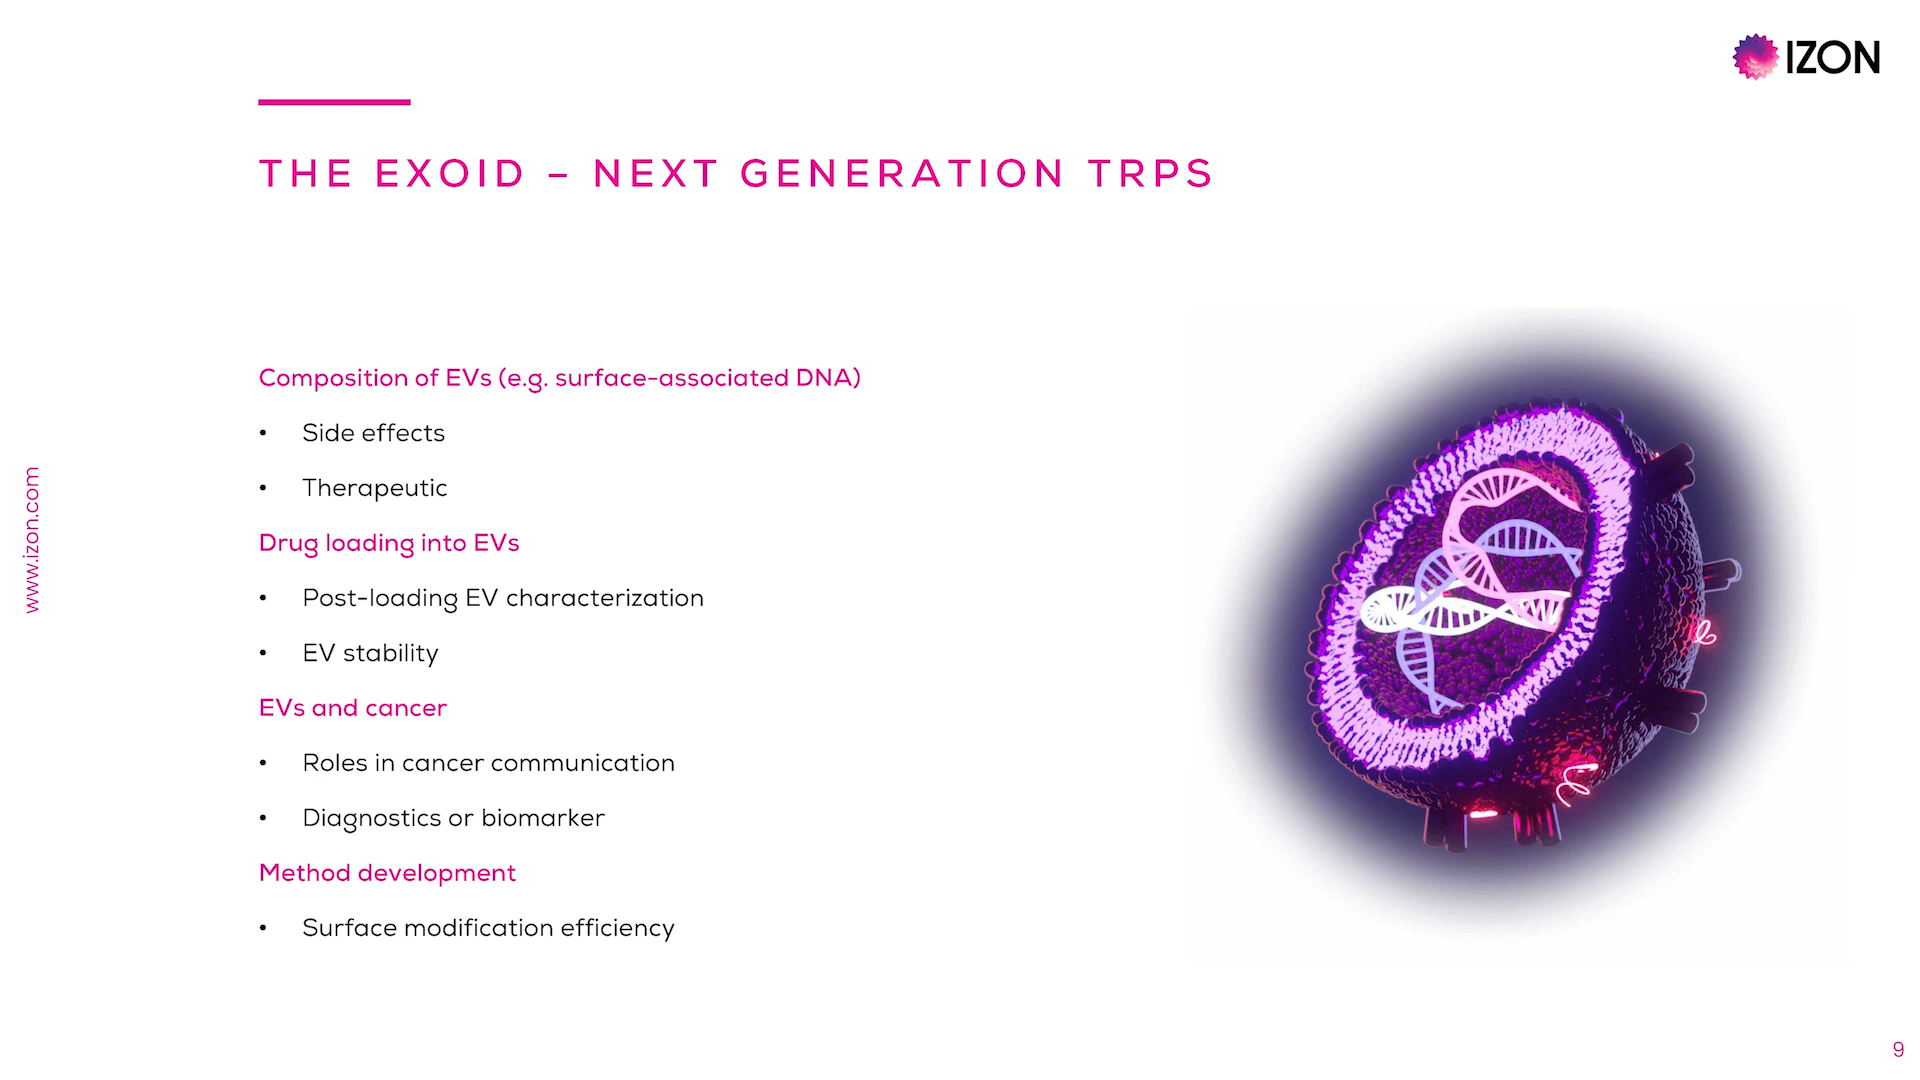 IZON
THE EXOID – NEXT GENERATION TRPS
Composition of EVs (e.g. surface-associated DNA)
• Side effects
• Therapeutic
Drug loading into EVs
• Post-loading EV characterization
• EV stability
EVs and cancer
• Roles in cancer communication
• Diagnostics or biomarker
Method development
• Surface modification efficiency
www.izon.com
9